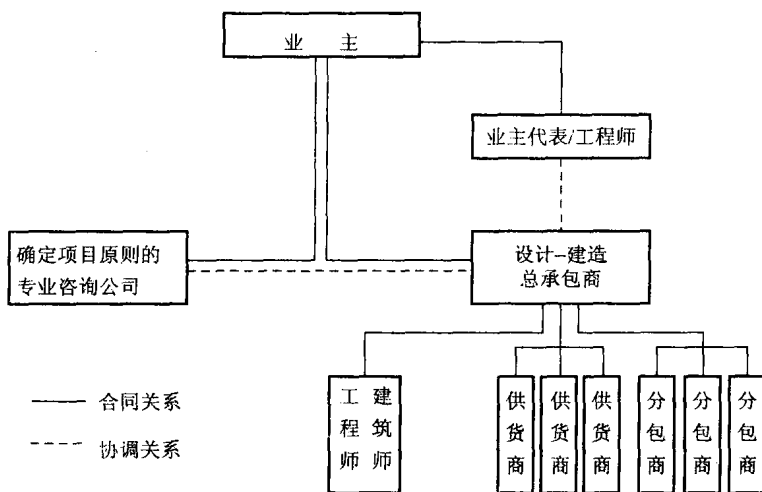 业主
业主代表/工程师
确定项目原则的
专业咨询公司
设计-建造
总承包商
建筑师
工程师
供货商
供货商
供货商
分包商
分包商
分包商
合同关系
协调关系